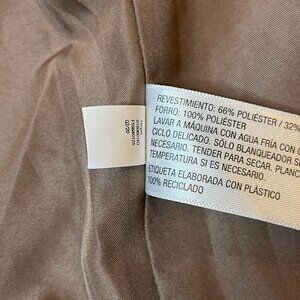 REVESTIMIENTO: 66% POLIÉSTER / 32%
FORRO: 100% POLIÉSTER
LAVAR A MÁQUINA CON AGUA FRÍA CON
CICLO DELICADO. SÓLO BLANQUEADOR S
NECESARIO. TENDER PARA SECAR. PLANC
TEMPERATURA SI ES NECESARIO.
ETIQUETA ELABORADA CON PLÁSTICO
100% RECICLADO